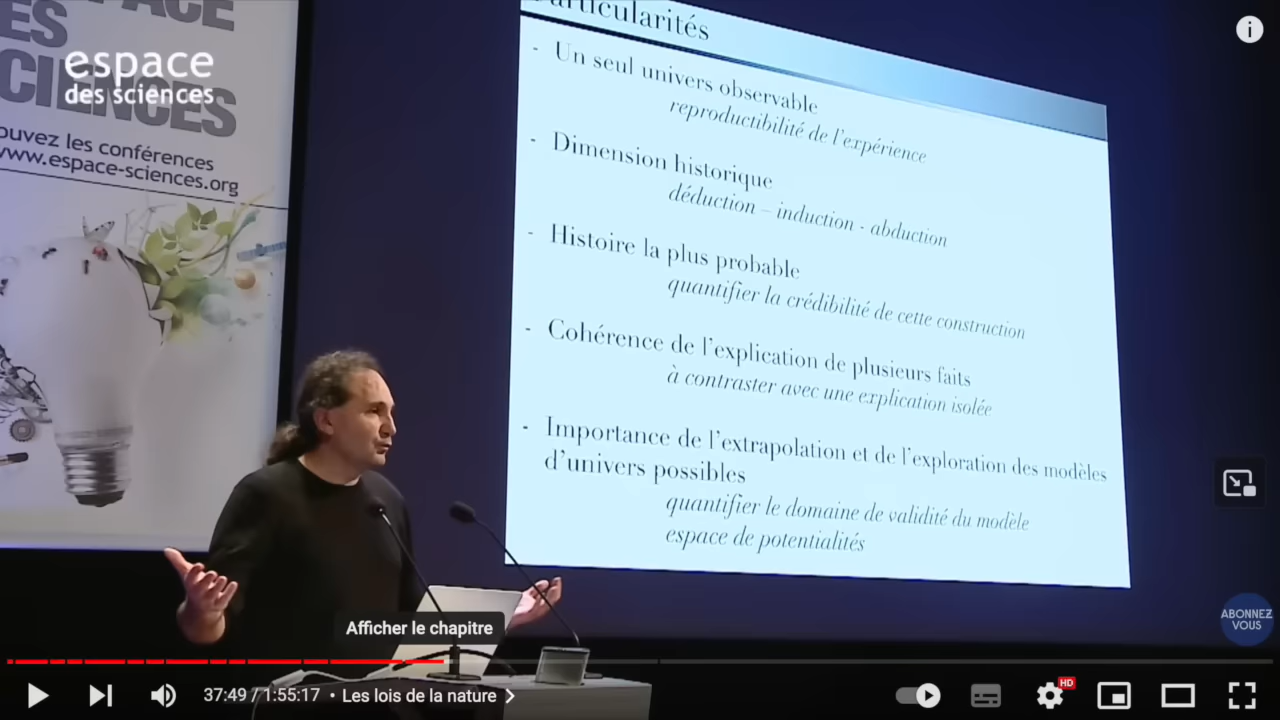 ACE
ES
SCIENCES
espace
des sciences
ouvez les conférences
www.espace-sciences.org
Particularités
- Un seul univers observable
reproductibilité de l'expérience
- Dimension historique
déduction – induction - abduction
- Histoire la plus probable
quantifier la crédibilité de cette construction
- Cohérence de l'explication de plusieurs faits
à contraster avec une explication isolée
- Importance de l'extrapolation et de l'exploration des modèles
d'univers possibles
quantifier le domaine de validité du modèle
espace de potentialités
ABONNEZ
VOUS
Afficher le chapitre
37:49 / 1:55:17 • Les lois de la nature
HD